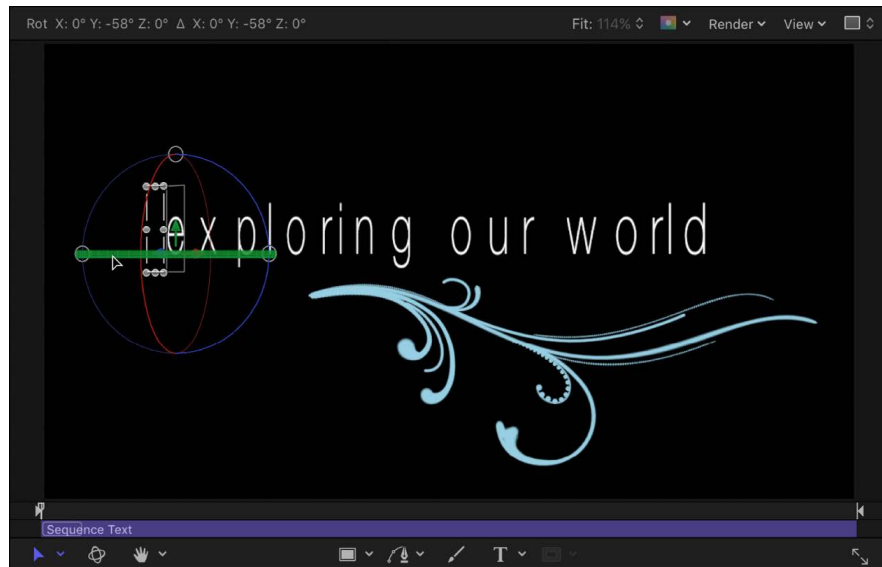 Rot X: 0° Y: -58° Z: 0° Δ X: 0° Y: -58° Z: 0° Fit: 114% Render View
exploring our world
Sequence Text
T